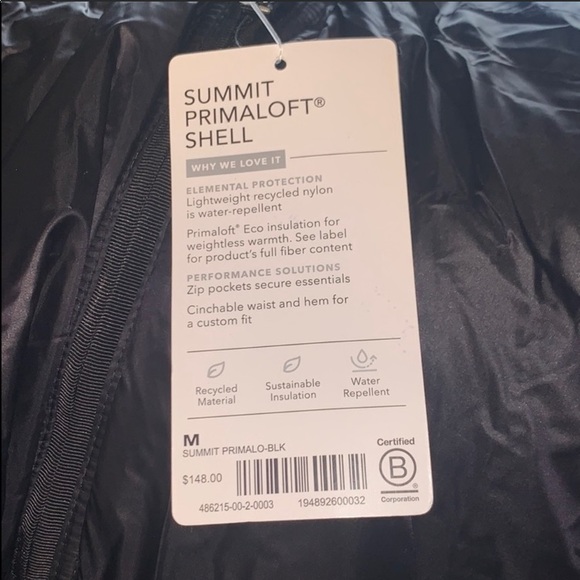 SUMMIT
PRIMALOFT®
SHELL
WHY WE LOVE IT
ELEMENTAL PROTECTION
Lightweight recycled nylon
is water-repellent
Primaloft® Eco insulation for
weightless warmth. See label
for product's full fiber content
PERFORMANCE SOLUTIONS
Zip pockets secure essentials
Cinchable waist and hem for
a custom fit
Recycled
Material
Sustainable
Insulation
Water
Repellent
M
SUMMIT PRIMALO-BLK
$148.00
486215-00-2-0003
194892600032
Certified
B®
Corporation